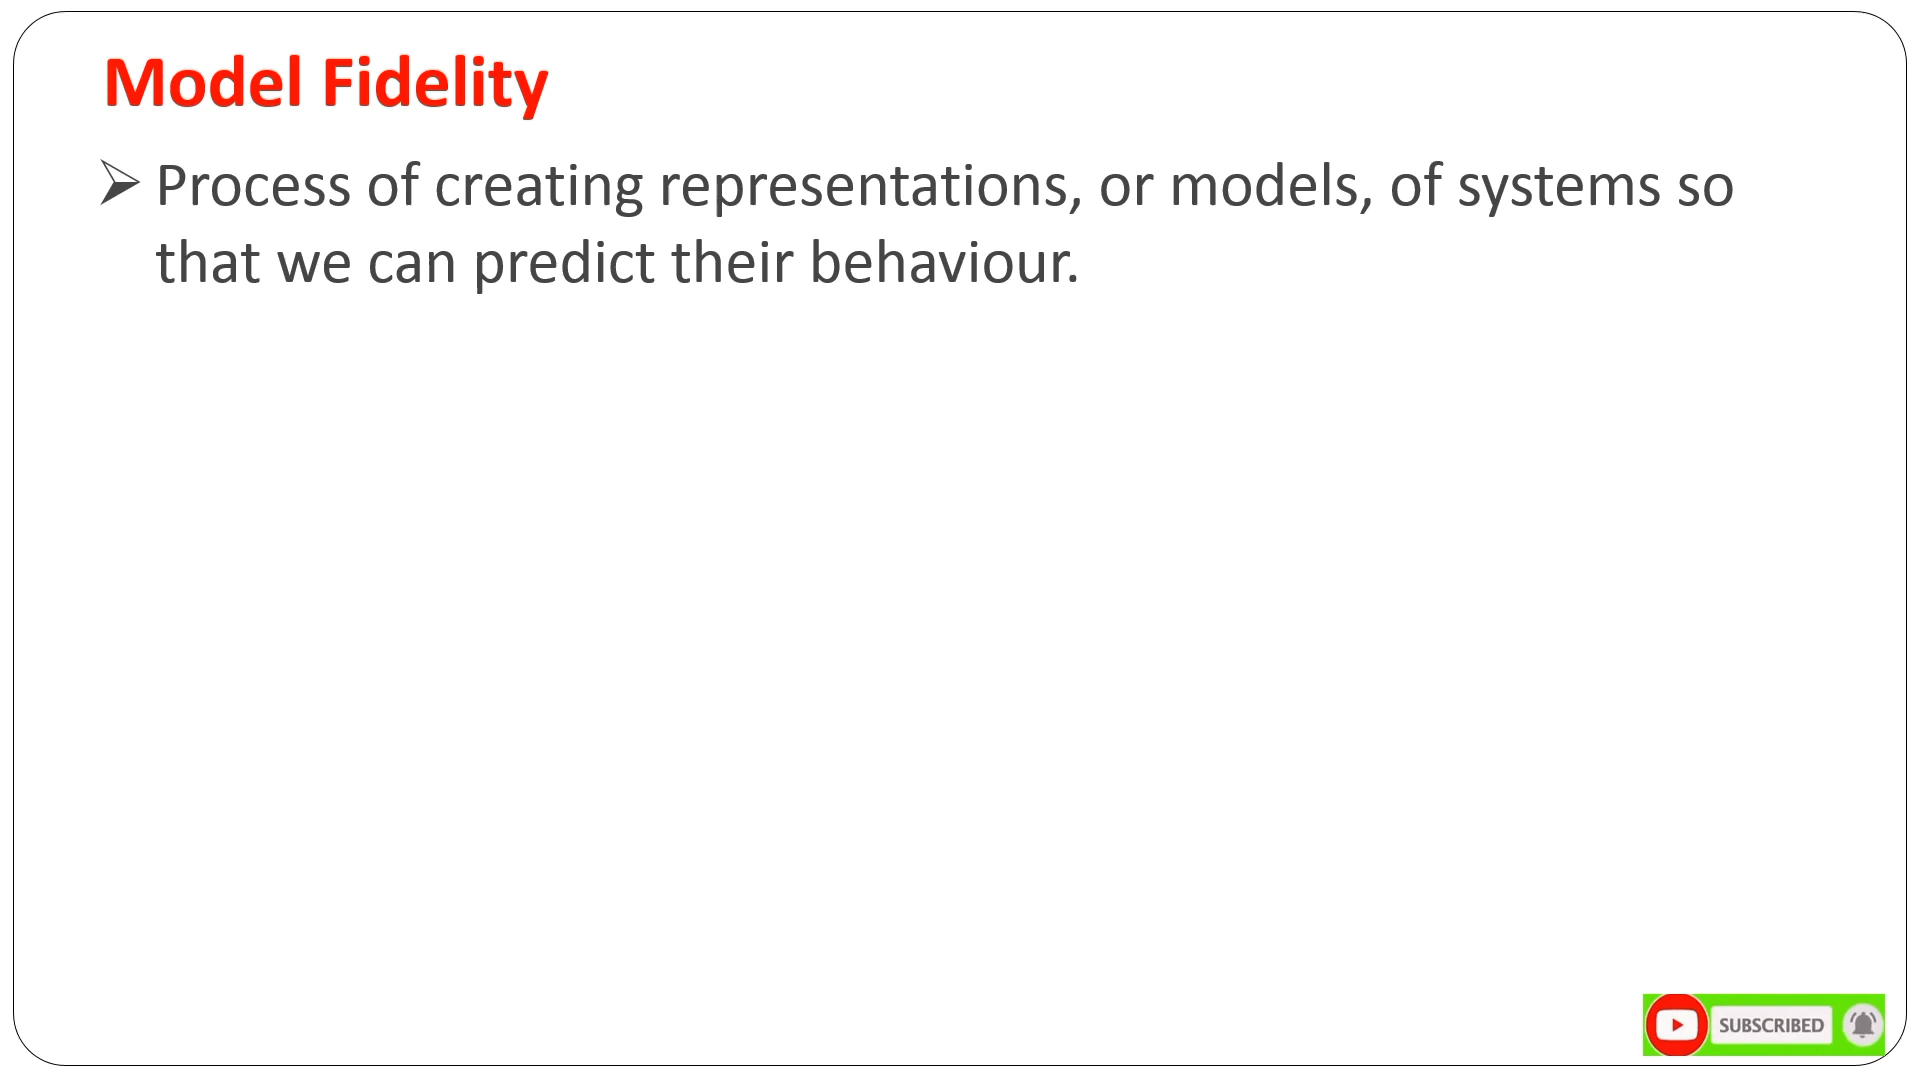 Model Fidelity
Process of creating representations, or models, of systems so
that we can predict their behaviour.
SUBSCRIBED